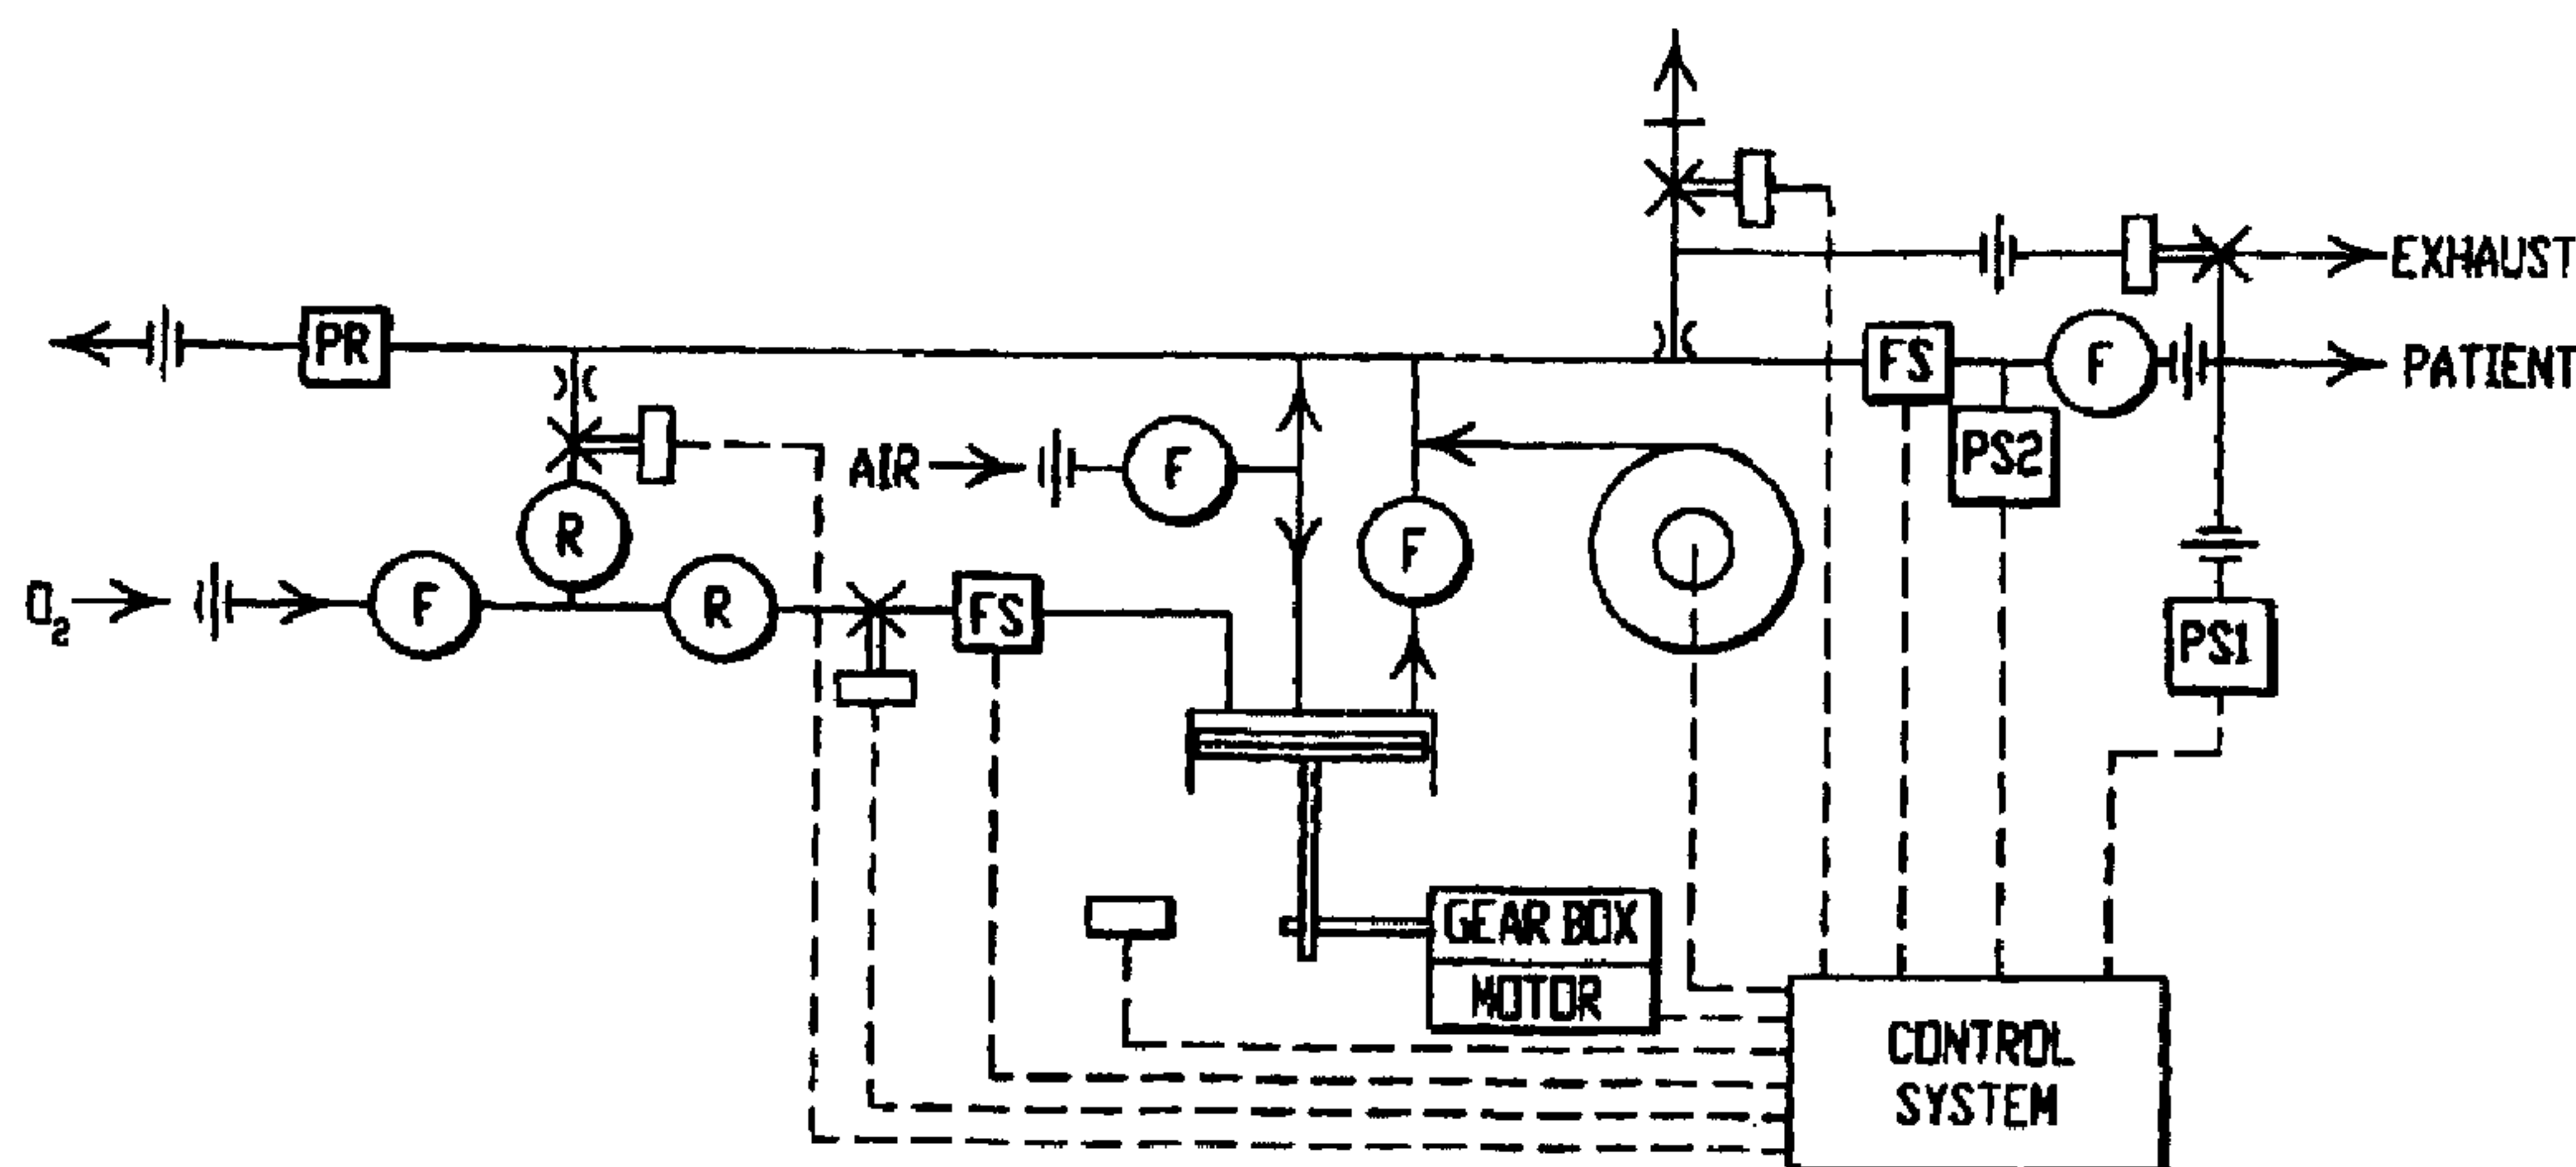 EXHAUST
PR
FS
F
PATIENT
AIR
F
PS2
R
F
O₂
F
R
FS
PS1
GEAR BOX
MOTOR
CONTROL
SYSTEM